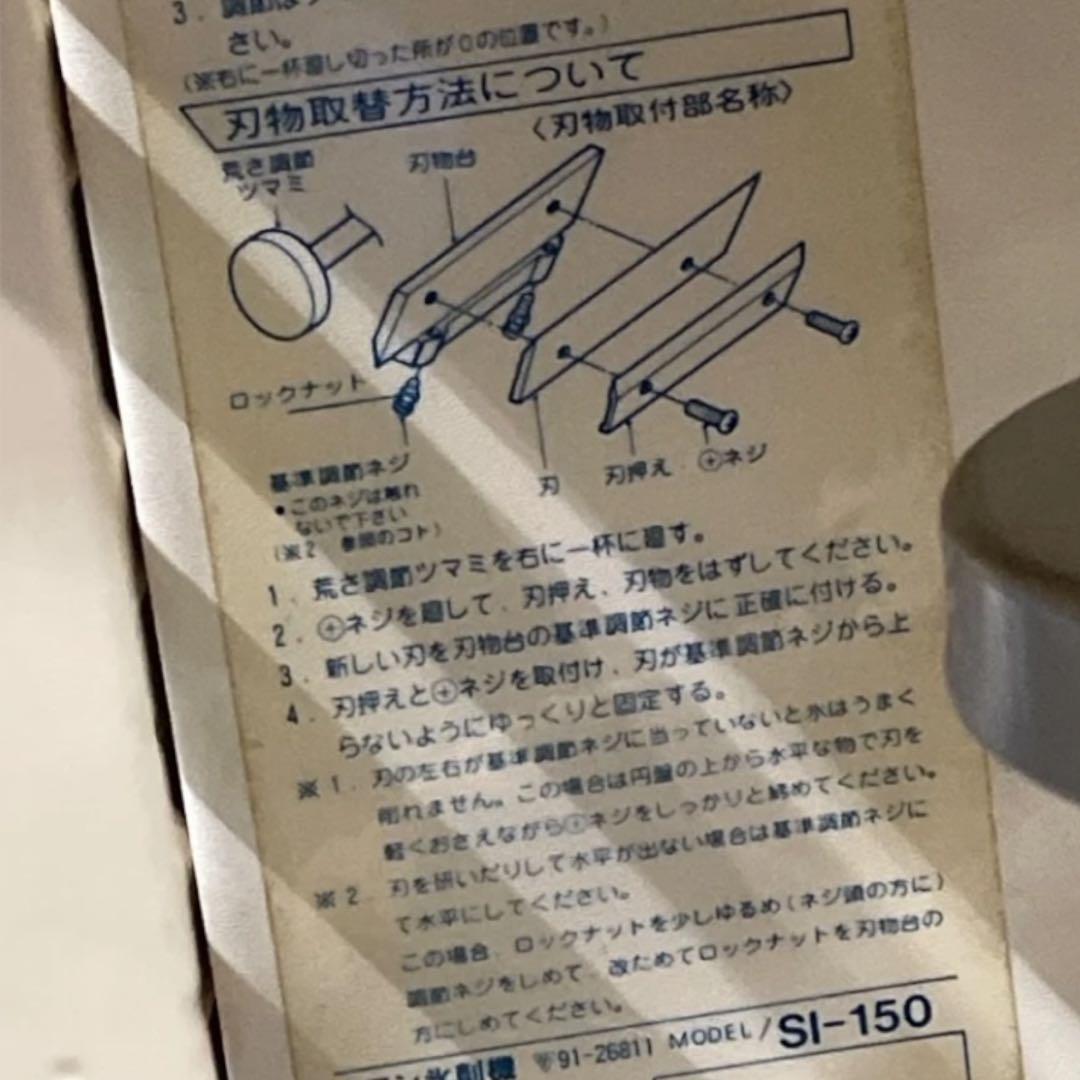 3. 調節は
さい。
(※右に一杯廻し切った所が0の位置です。)
刃物取替方法について
〈刃物取付部名称〉
荒さ調節
ツマミ
刃物台
ロックナット
基準調節ネジ
•このネジは触れ
ないで下さい
(※2 参照のコト)
刃
刃押え
⊕ネジ
1. 荒さ調節ツマミを右に一杯に廻す。
2. ⊕ネジを廻して、刃押え、刃物をはずしてください。
3. 新しい刃を刃物台の基準調節ネジに正確に付ける。
4. 刃押えと⊕ネジを取付け、刃が基準調節ネジから上
らないようにゆっくりと固定する。
※1. 刃の左右が基準調節ネジに当っていないと氷はうまく
削れません。この場合は円盤の上から水平な物で刃を
軽くおさえながら⊕ネジをしっかりと締めてください。
※2. 刃を研いだりして水平が出ない場合は基準調節ネジに
て水平にしてください。
この場合、ロックナットを少しゆるめ(ネジ頭の方に)
調節ネジをしめて、改ためてロックナットを刃物台の
方にしめてください。
ン氷削機 〒91-26811 MODEL/SI-150